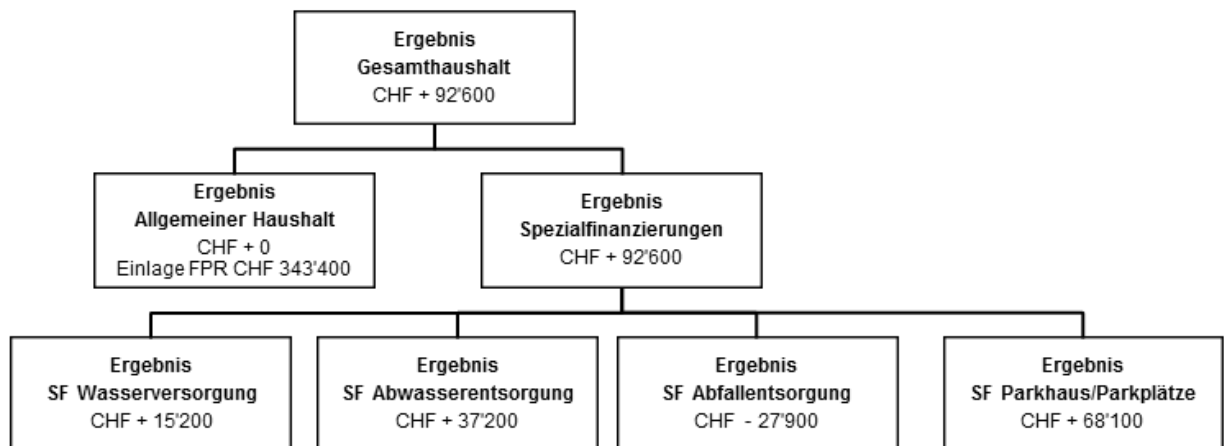 Ergebnis
Gesamthaushalt
CHF + 92'600
Ergebnis
Allgemeiner Haushalt
CHF + 0
Einlage FPR CHF 343'400
Ergebnis
Spezialfinanzierungen
CHF + 92'600
Ergebnis
SF Wasserversorgung
CHF + 15'200
Ergebnis
SF Abwasserentsorgung
CHF + 37'200
Ergebnis
SF Abfallentsorgung
CHF - 27'900
Ergebnis
SF Parkhaus/Parkplätze
CHF + 68'100